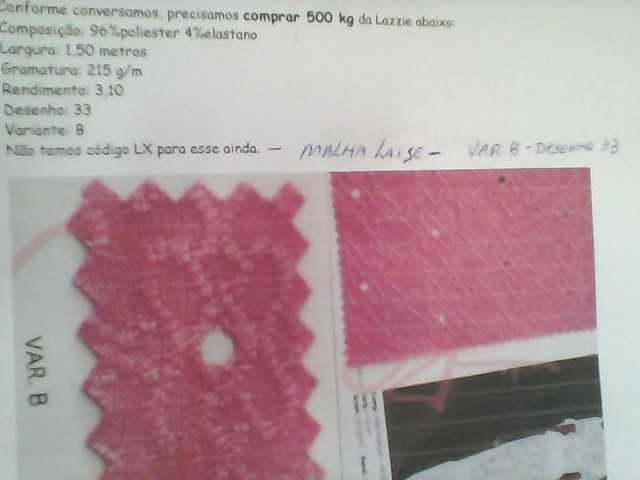 Conforme conversamos, precisamos comprar 500 kg da Lazzie abaixo:
Composição: 96%poliester 4%elastano
Largura: 1,50 metros
Gramatura: 215 g/m
Rendimento: 3,10
Desenho: 33
Variante: B
Não temos código LX para esse ainda. — MALHA LAISE — VAR B - DESENHO 33
VAR. B